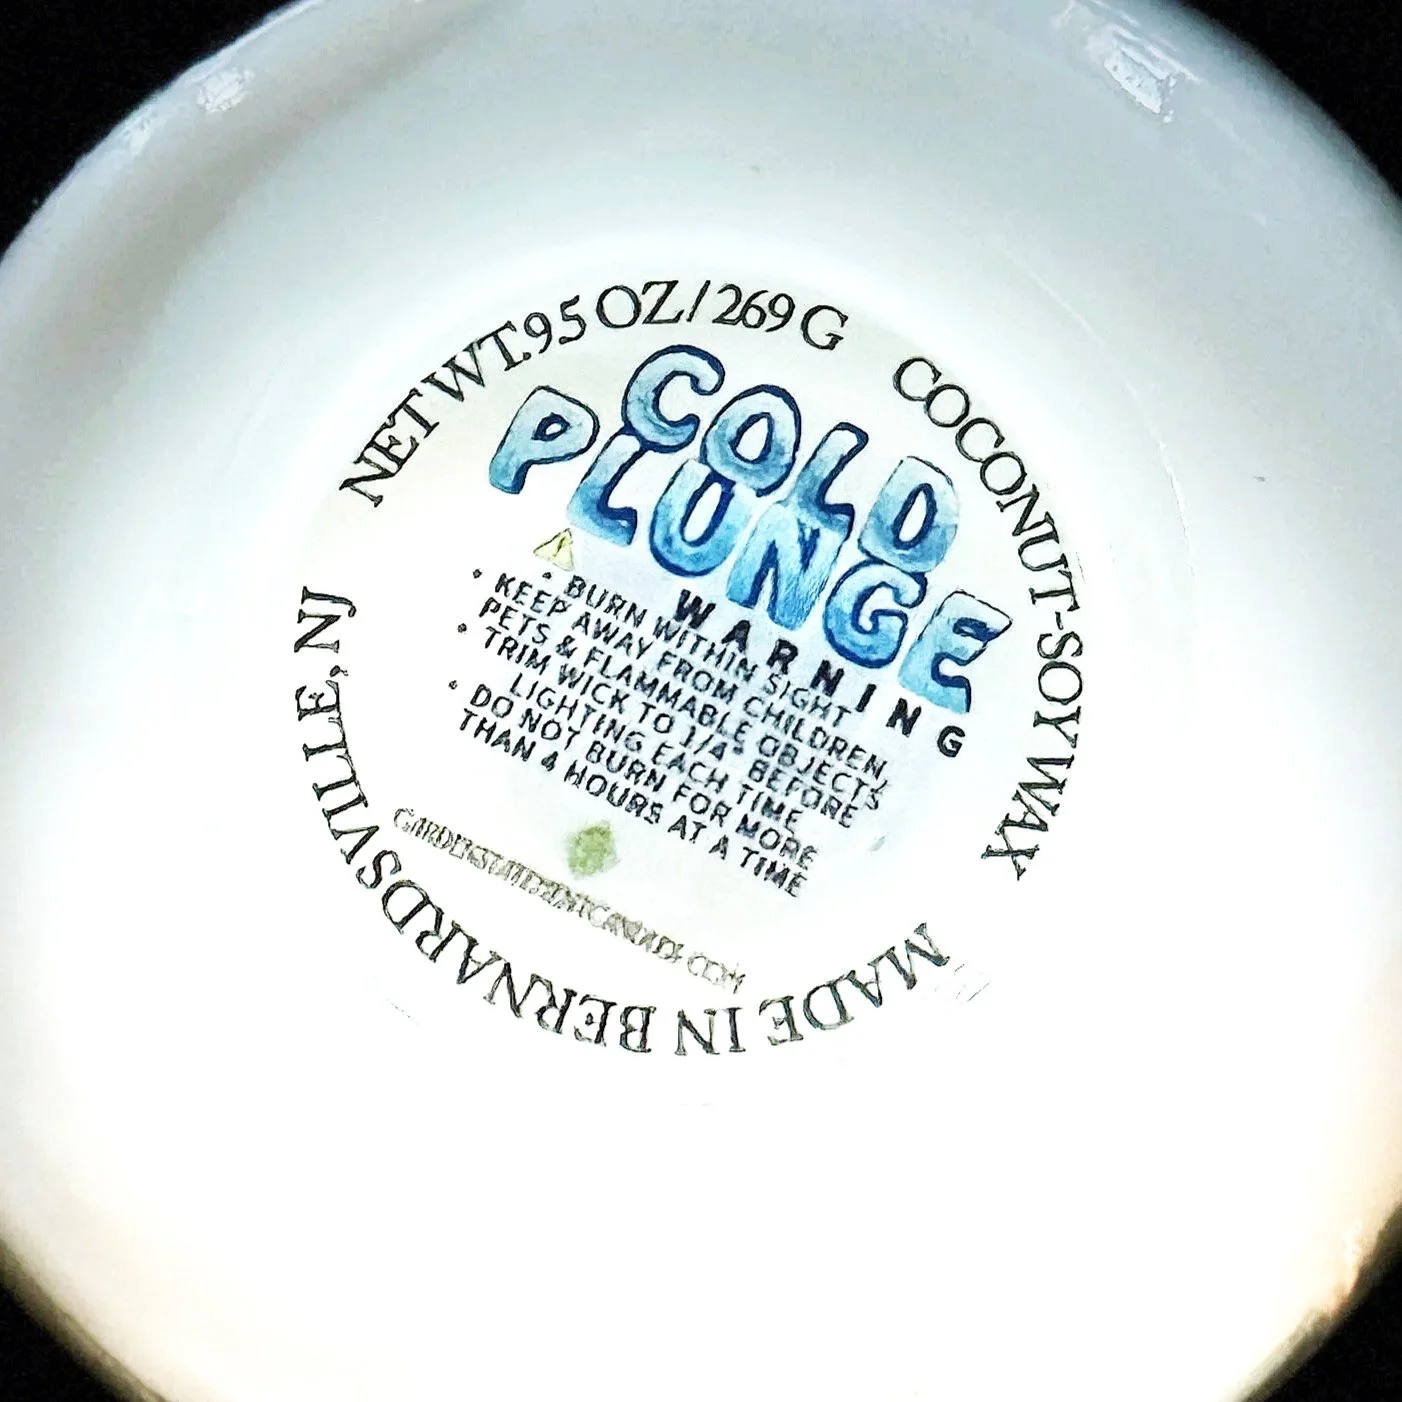 NET WT. 9.5 OZ / 269 G
COCONUT-SOY WAX
MADE IN BERNARDSVILLE, NJ
COLD
PLUNGE
WARNING
• BURN WITHIN SIGHT
• KEEP AWAY FROM CHILDREN,
PETS & FLAMMABLE OBJECTS
• TRIM WICK TO 1/4" BEFORE
LIGHTING EACH TIME
• DO NOT BURN FOR MORE
THAN 4 HOURS AT A TIME